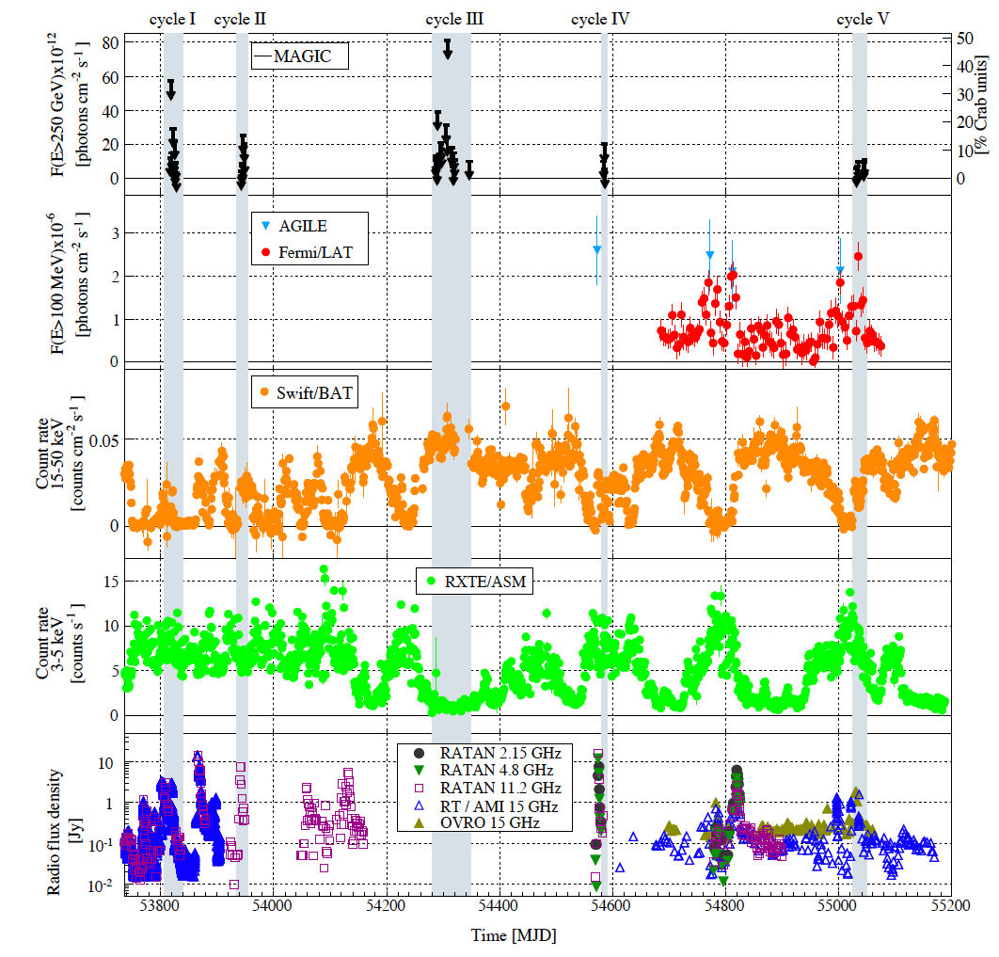 cycle I cycle II cycle III cycle IV cycle V
F(E>250 GeV)x10-12
[photons cm-2 s-1]
80
60
40
20
0
MAGIC
50
40
30
20
10
0
[% Crab units]
F(E>100 MeV)x10-6
[photons cm-2 s-1]
3
2
1
0
AGILE
Fermi/LAT
Count rate
15-50 keV
[counts cm-2 s-1]
0.05
0
Swift/BAT
Count rate
3-5 keV
[counts s-1]
15
10
5
0
RXTE/ASM
Radio flux density
[Jy]
10
1
10-1
10-2
RATAN 2.15 GHz
RATAN 4.8 GHz
RATAN 11.2 GHz
RT / AMI 15 GHz
OVRO 15 GHz
53800 54000 54200 54400 54600 54800 55000 55200
Time [MJD]